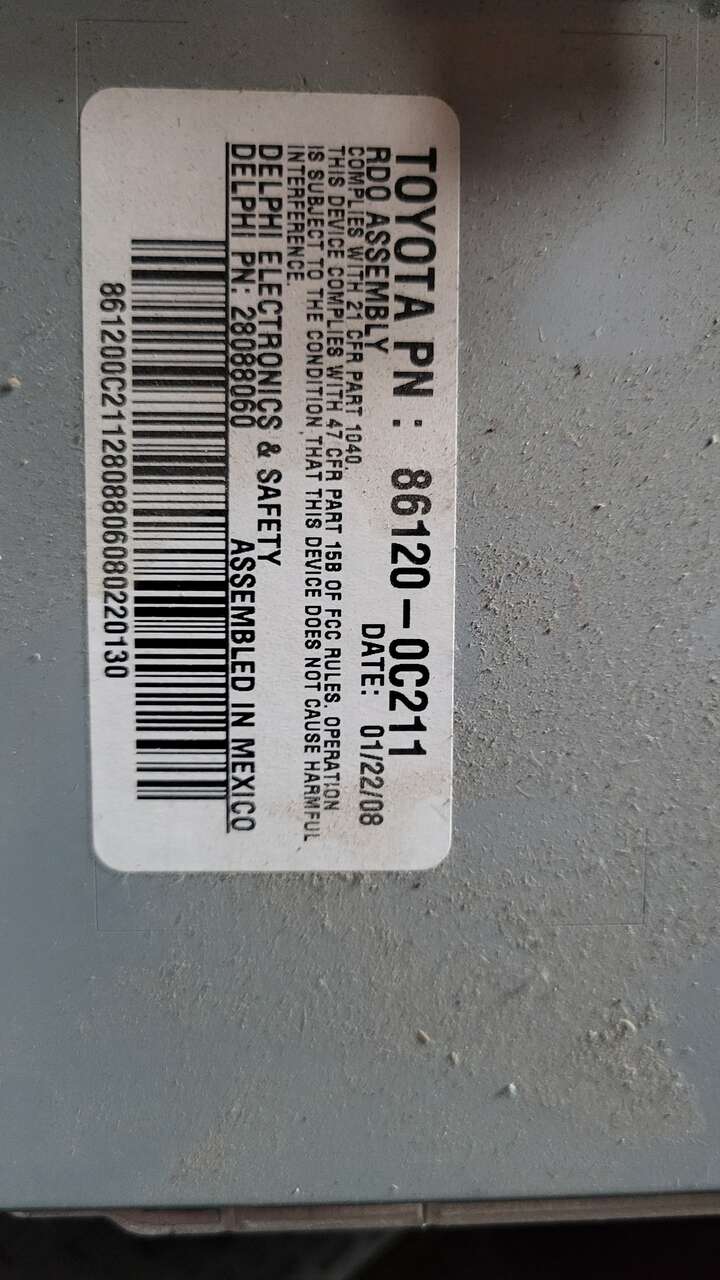 TOYOTA PN : 86120-0C211
RDO ASSEMBLY DATE: 01/22/08
COMPLIES WITH 21 CFR PART 1040.
THIS DEVICE COMPLIES WITH 47 CFR PART 15B OF FCC RULES. OPERATION
IS SUBJECT TO THE CONDITION THAT THIS DEVICE DOES NOT CAUSE HARMFUL
INTERFERENCE.
DELPHI ELECTRONICS & SAFETY
DELPHI PN: 28088060 ASSEMBLED IN MEXICO
861200C2112808806080220130